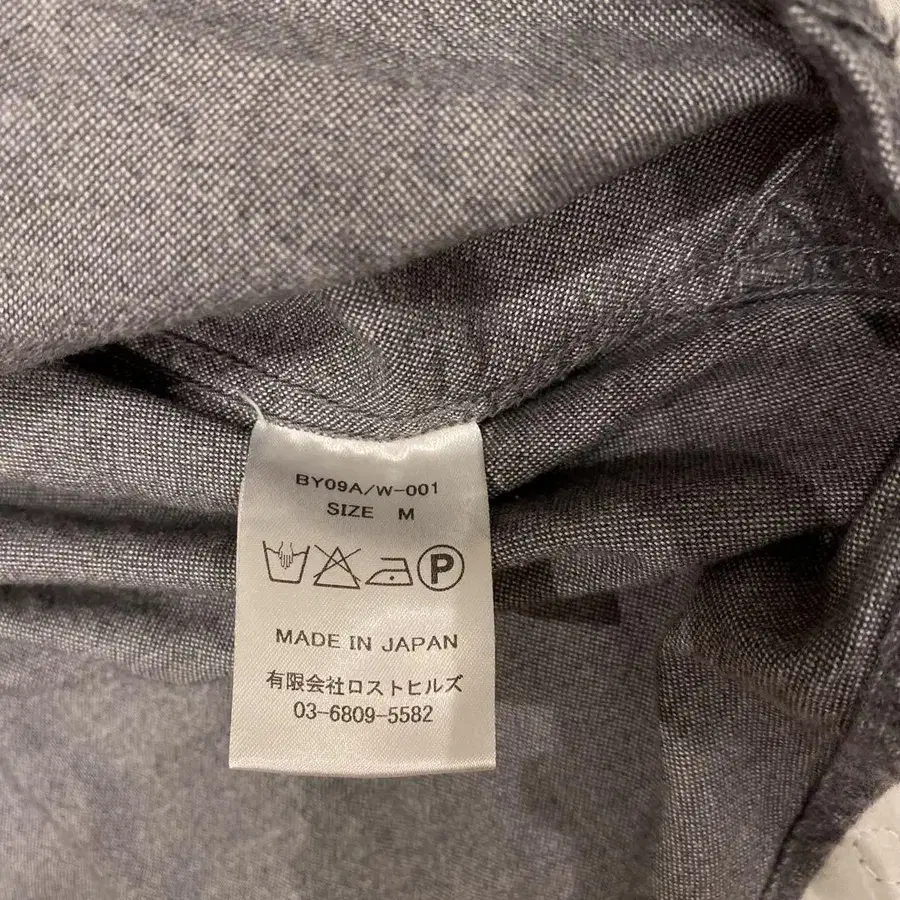 BY09A/W-001
SIZE M
P
MADE IN JAPAN
有限会社ロストヒルズ
03-6809-5582